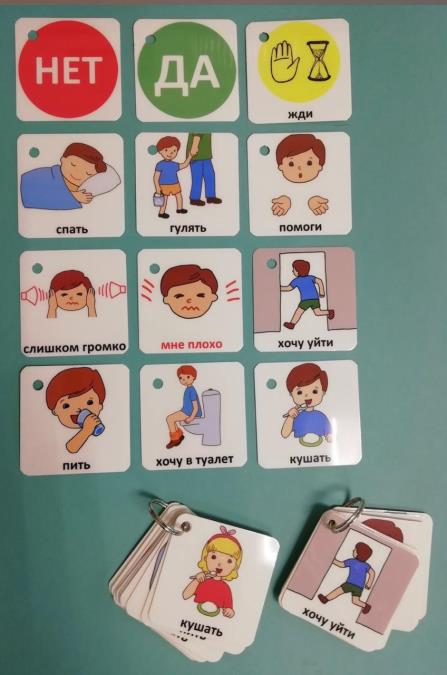 НЕТ
ДА
жди
спать
гулять
помоги
слишком громко
мне плохо
хочу уйти
пить
хочу в туалет
кушать
кушать
хочу уйти